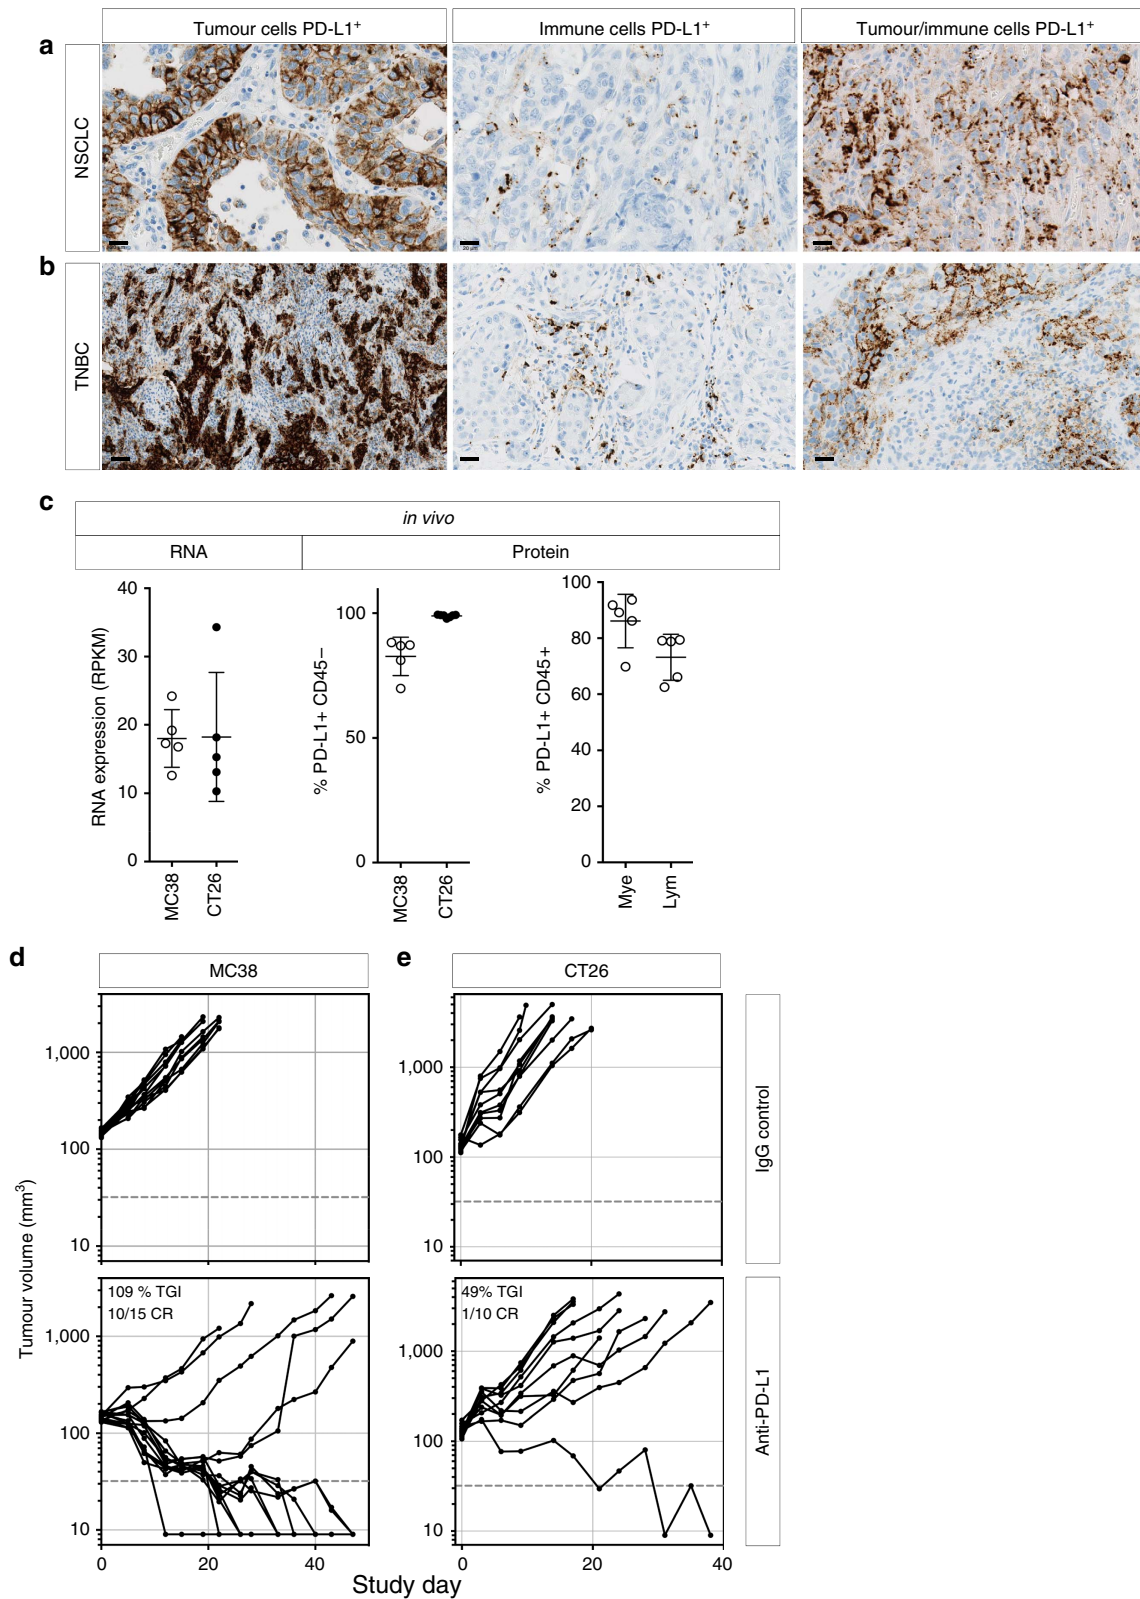 Tumour cells PD-L1+
Immune cells PD-L1+
Tumour/immune cells PD-L1+
a
NSCLC
b
TNBC
c
in vivo
RNA
Protein
RNA expression (RPKM)
40
30
20
10
0
MC38
CT26
% PD-L1+ CD45−
100
50
0
MC38
CT26
% PD-L1+ CD45+
100
80
60
40
20
0
Mye
Lym
d
MC38
e
CT26
1,000
100
10
1,000
100
10
IgG control
Tumour volume (mm3)
109 % TGI
10/15 CR
1,000
100
10
0
20
40
49% TGI
1/10 CR
1,000
100
10
0
20
40
Anti-PD-L1
Study day